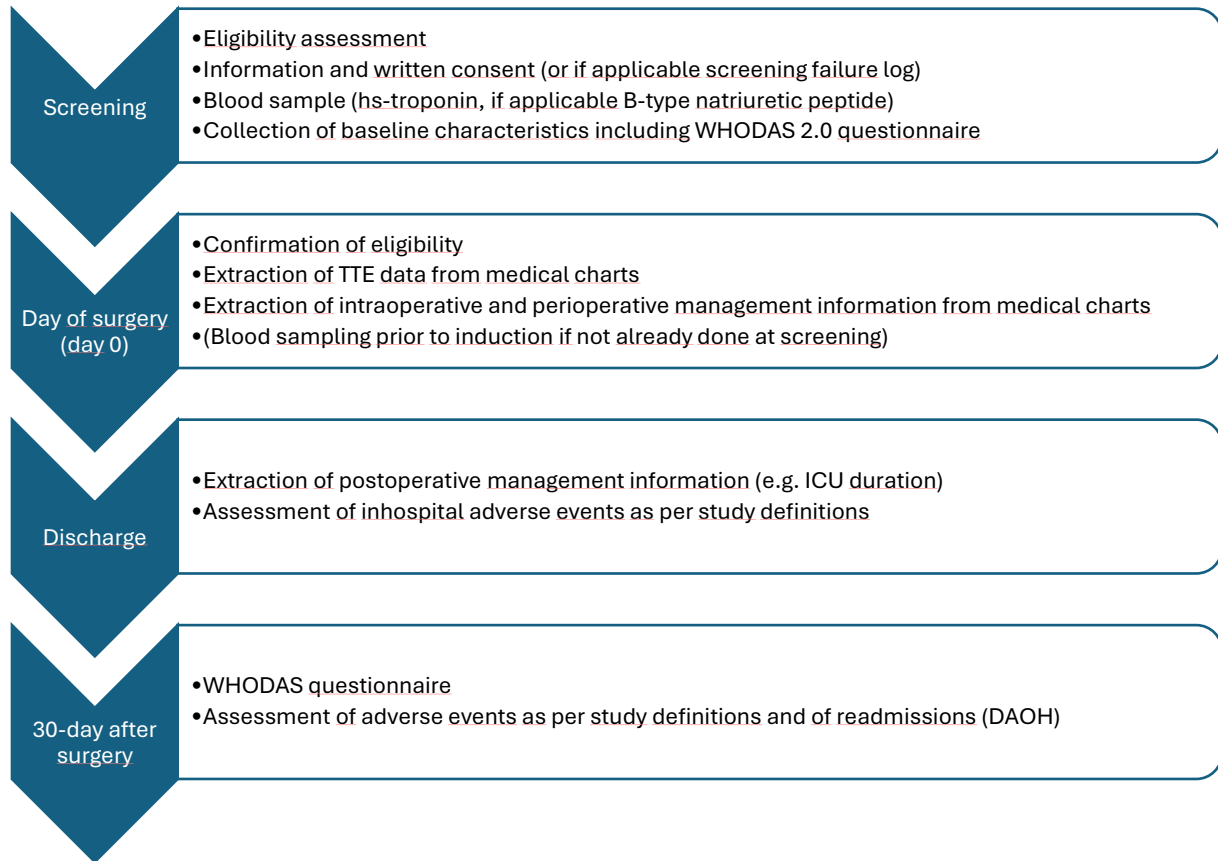 Screening
•Eligibility assessment
•Information and written consent (or if applicable screening failure log)
•Blood sample (hs-troponin, if applicable B-type natriuretic peptide)
•Collection of baseline characteristics including WHODAS 2.0 questionnaire
Day of surgery
(day 0)
•Confirmation of eligibility
•Extraction of TTE data from medical charts
•Extraction of intraoperative and perioperative management information from medical charts
•(Blood sampling prior to induction if not already done at screening)
Discharge
•Extraction of postoperative management information (e.g. ICU duration)
•Assessment of inhospital adverse events as per study definitions
30-day after
surgery
•WHODAS questionnaire
•Assessment of adverse events as per study definitions and of readmissions (DAOH)